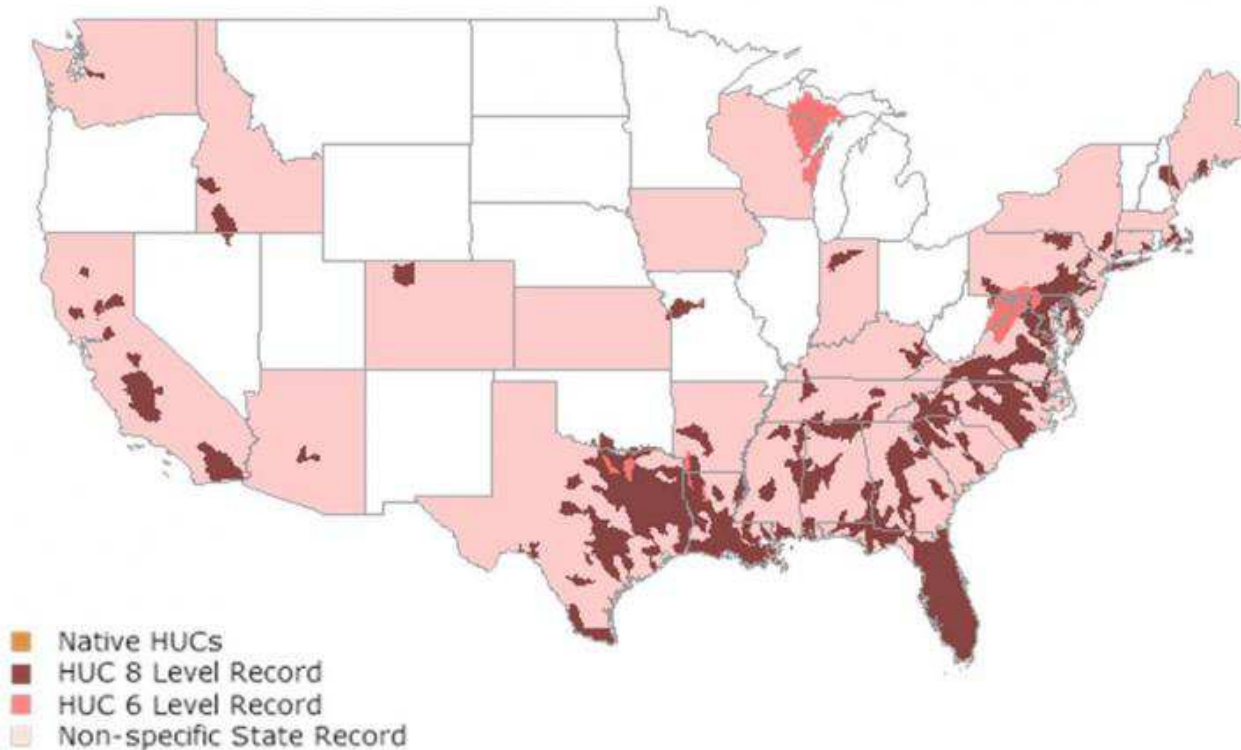 Native HUCs
HUC 8 Level Record
HUC 6 Level Record
Non-specific State Record